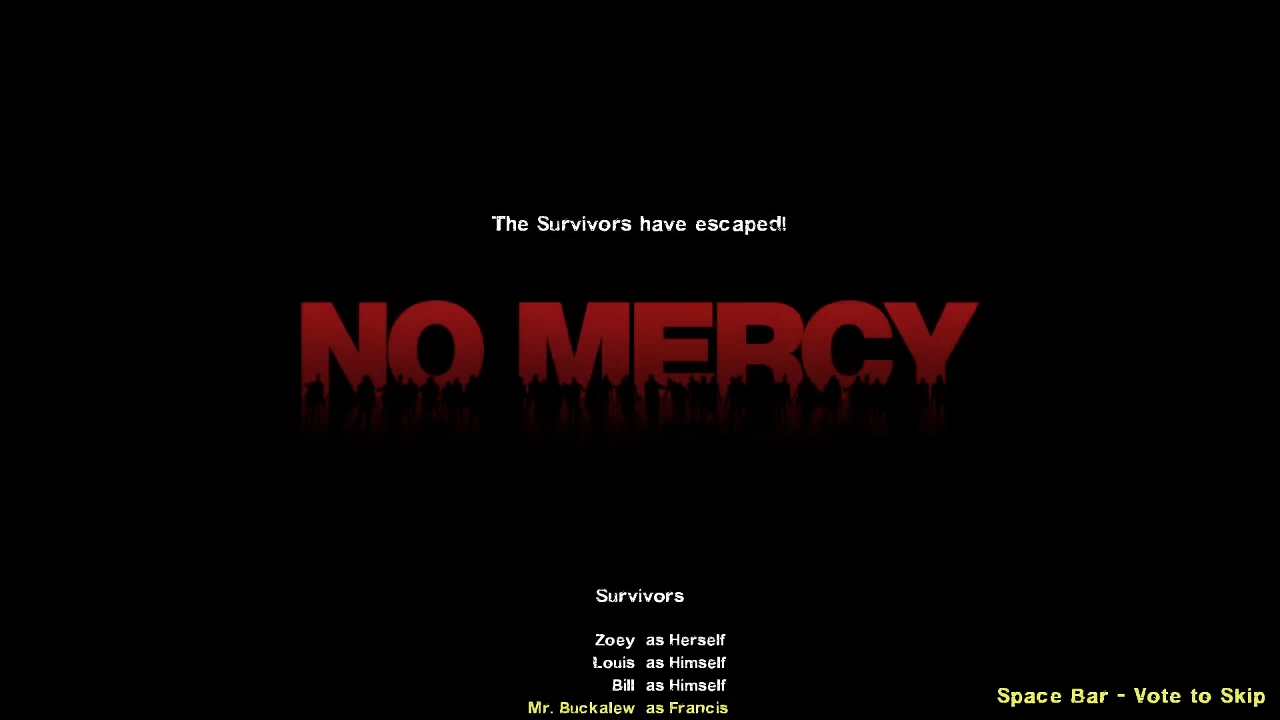 The Survivors have escaped!
NO MERCY
Survivors
Zoey as Herself
Louis as Himself
Bill as Himself
Mr. Buckalew as Francis
Space Bar - Vote to Skip